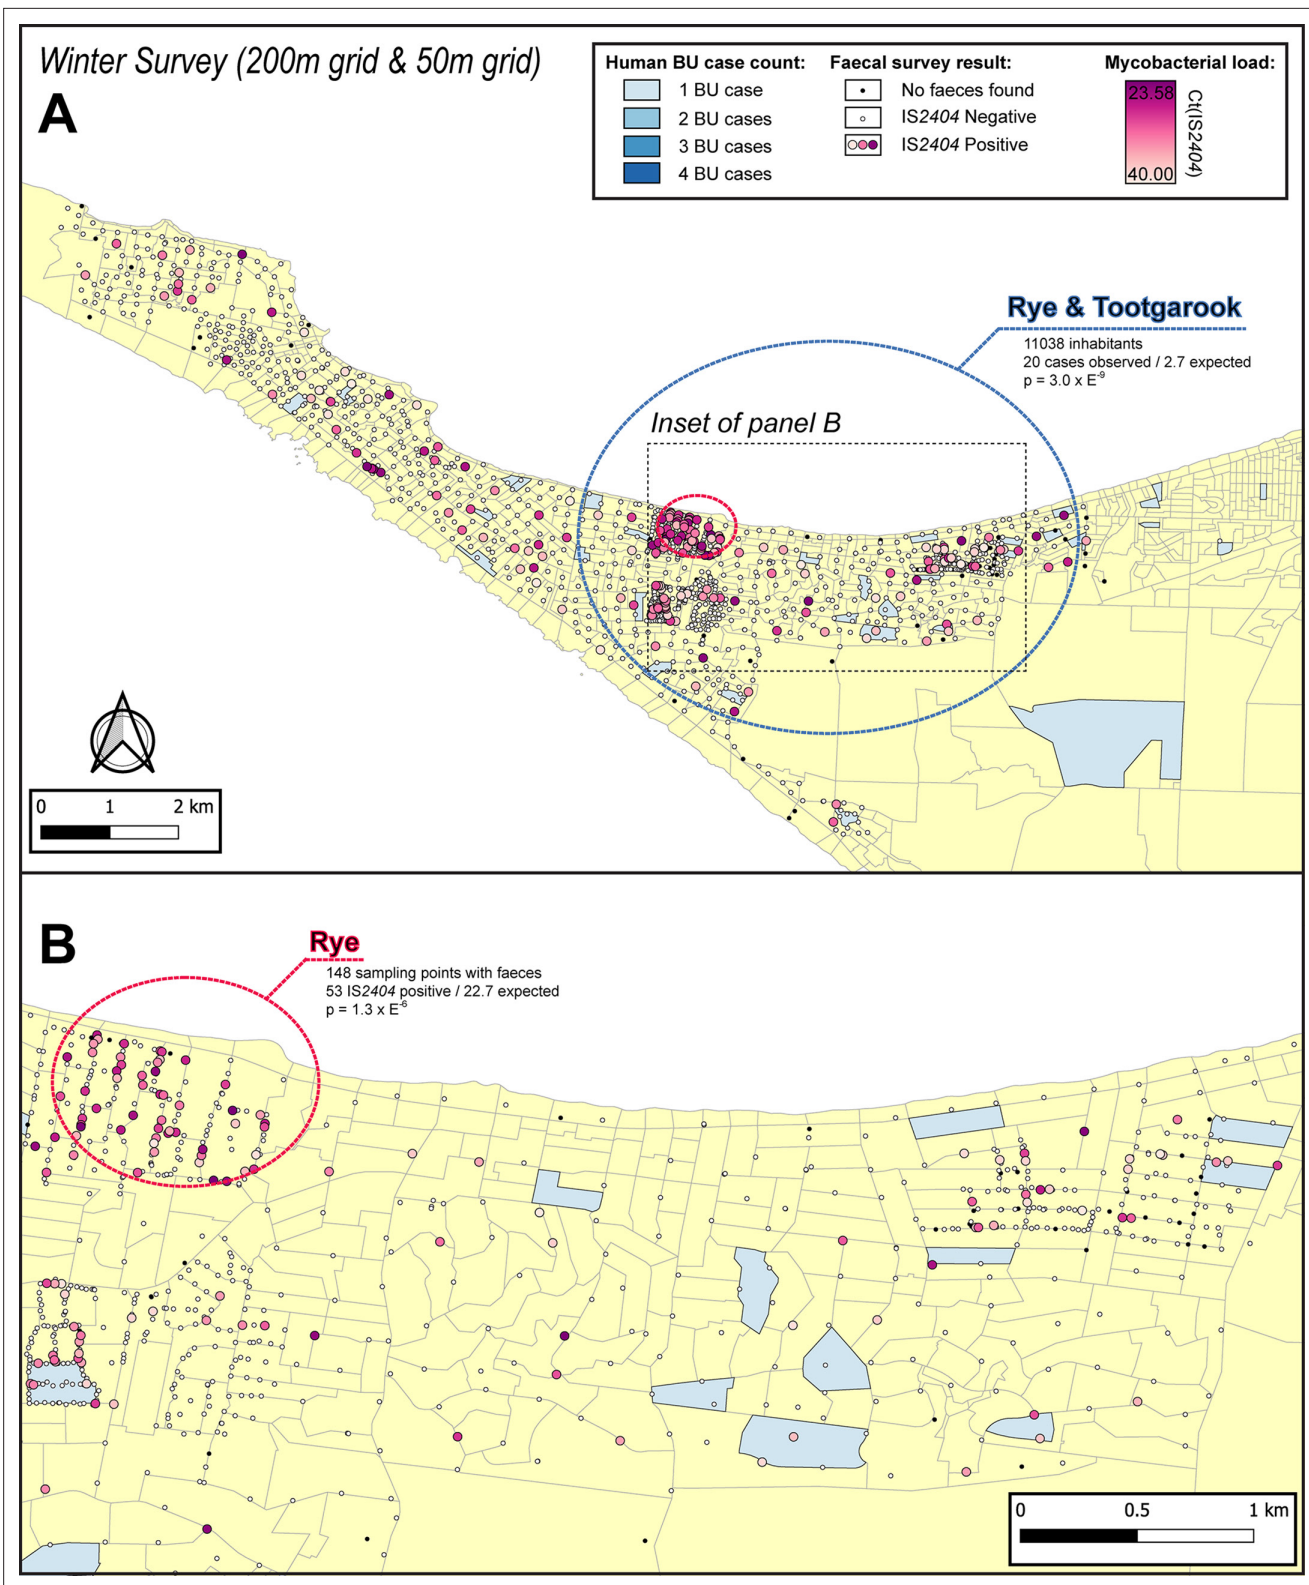 Winter Survey (200m grid & 50m grid)
A
Human BU case count:
1 BU case
2 BU cases
3 BU cases
4 BU cases
Faecal survey result:
No faeces found
IS2404 Negative
IS2404 Positive
Mycobacterial load:
23.58
40.00
Ct(IS2404)
Rye & Tootgarook
11038 inhabitants
20 cases observed / 2.7 expected
p = 3.0 x E⁻⁹
Inset of panel B
0 1 2 km
B
Rye
148 sampling points with faeces
53 IS2404 positive / 22.7 expected
p = 1.3 x E⁻⁶
0 0.5 1 km